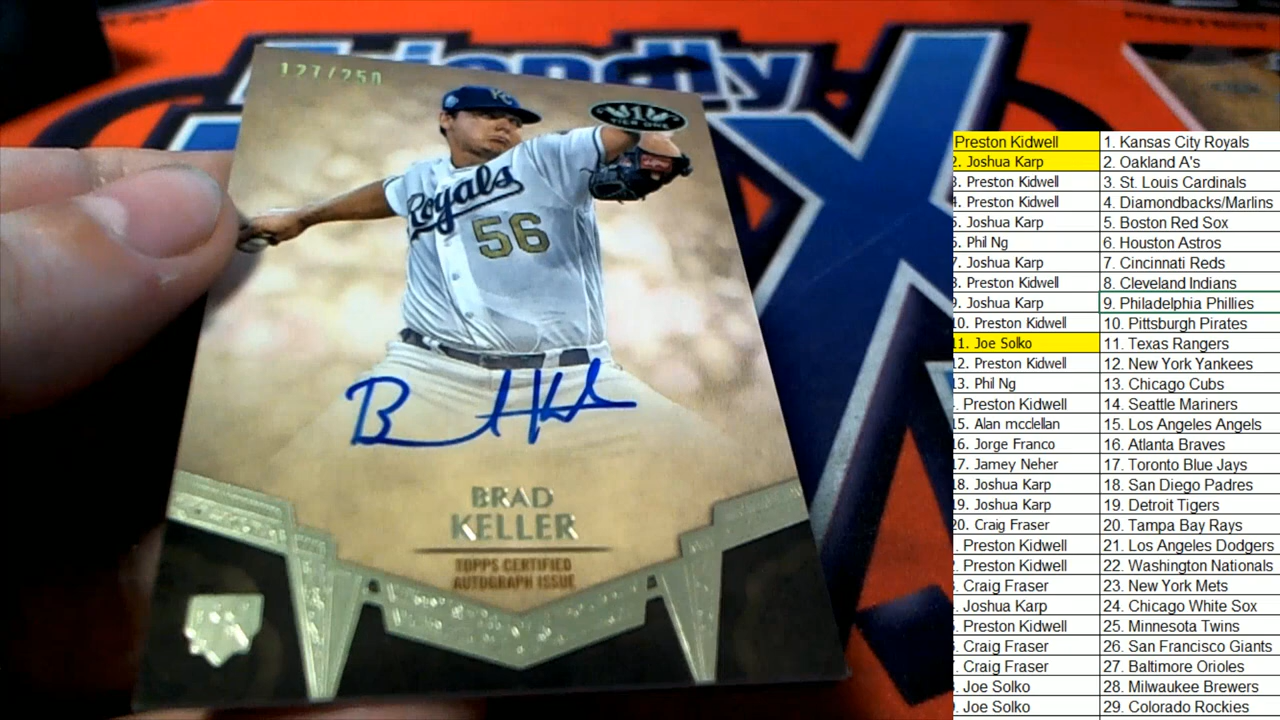 127/250
KC
TIER ONE
Royals
56
BRAD
KELLER
TOPPS CERTIFIED
AUTOGRAPH ISSUE
Preston Kidwell 1. Kansas City Royals
2. Joshua Karp 2. Oakland A's
3. Preston Kidwell 3. St. Louis Cardinals
4. Preston Kidwell 4. Diamondbacks/Marlins
5. Joshua Karp 5. Boston Red Sox
6. Phil Ng 6. Houston Astros
7. Joshua Karp 7. Cincinnati Reds
8. Preston Kidwell 8. Cleveland Indians
9. Joshua Karp 9. Philadelphia Phillies
10. Preston Kidwell 10. Pittsburgh Pirates
11. Joe Solko 11. Texas Rangers
12. Preston Kidwell 12. New York Yankees
13. Phil Ng 13. Chicago Cubs
. Preston Kidwell 14. Seattle Mariners
15. Alan mcclellan 15. Los Angeles Angels
16. Jorge Franco 16. Atlanta Braves
17. Jamey Neher 17. Toronto Blue Jays
18. Joshua Karp 18. San Diego Padres
19. Joshua Karp 19. Detroit Tigers
20. Craig Fraser 20. Tampa Bay Rays
. Preston Kidwell 21. Los Angeles Dodgers
. Preston Kidwell 22. Washington Nationals
. Craig Fraser 23. New York Mets
. Joshua Karp 24. Chicago White Sox
. Preston Kidwell 25. Minnesota Twins
. Craig Fraser 26. San Francisco Giants
. Craig Fraser 27. Baltimore Orioles
. Joe Solko 28. Milwaukee Brewers
. Joe Solko 29. Colorado Rockies